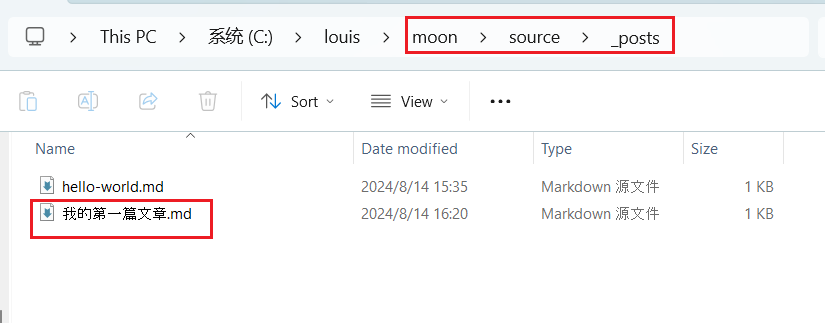 This PC > 系统 (C:) > louis > moon > source > _posts
Sort View
Name Date modified Type Size
hello-world.md 2024/8/14 15:35 Markdown 源文件 1 KB
我的第一篇文章.md 2024/8/14 16:20 Markdown 源文件 1 KB